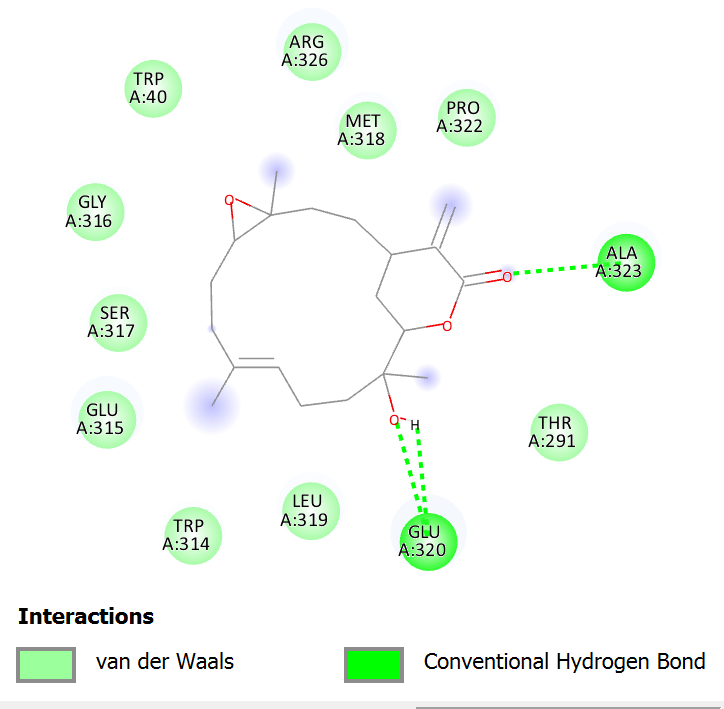 ARG
A:326
TRP
A:40
MET
A:318
PRO
A:322
O
GLY
A:316
ALA
A:323
O
SER
A:317
O
GLU
A:315
O
H
THR
A:291
LEU
A:319
TRP
A:314
GLU
A:320
Interactions
van der Waals
Conventional Hydrogen Bond